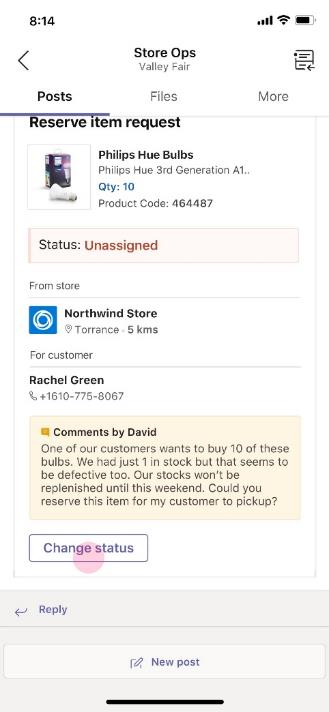 8:14
Store Ops
Valley Fair
Posts
Files
More
Reserve item request
Philips Hue Bulbs
Philips Hue 3rd Generation A1..
Qty: 10
Product Code: 464487
Status: Unassigned
From store
Northwind Store
Torrance - 5 kms
For customer
Rachel Green
+1610-775-8067
Comments by David
One of our customers wants to buy 10 of these
bulbs. We had just 1 in stock but that seems to
be defective too. Our stocks won't be
replenished until this weekend. Could you
reserve this item for my customer to pickup?
Change status
Reply
New post